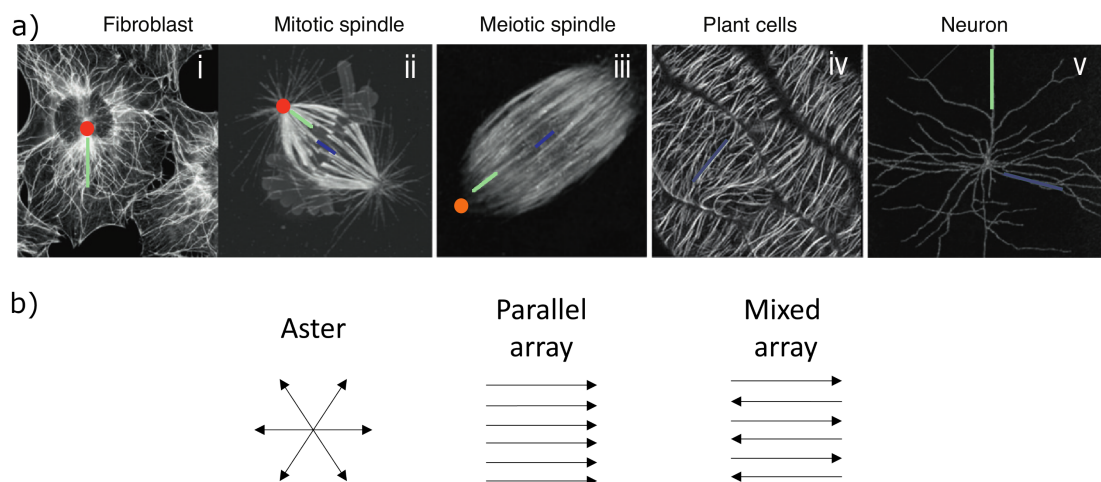 a) Fibroblast Mitotic spindle Meiotic spindle Plant cells Neuron
i ii iii iv v
b)
Aster
Parallel
array
Mixed
array